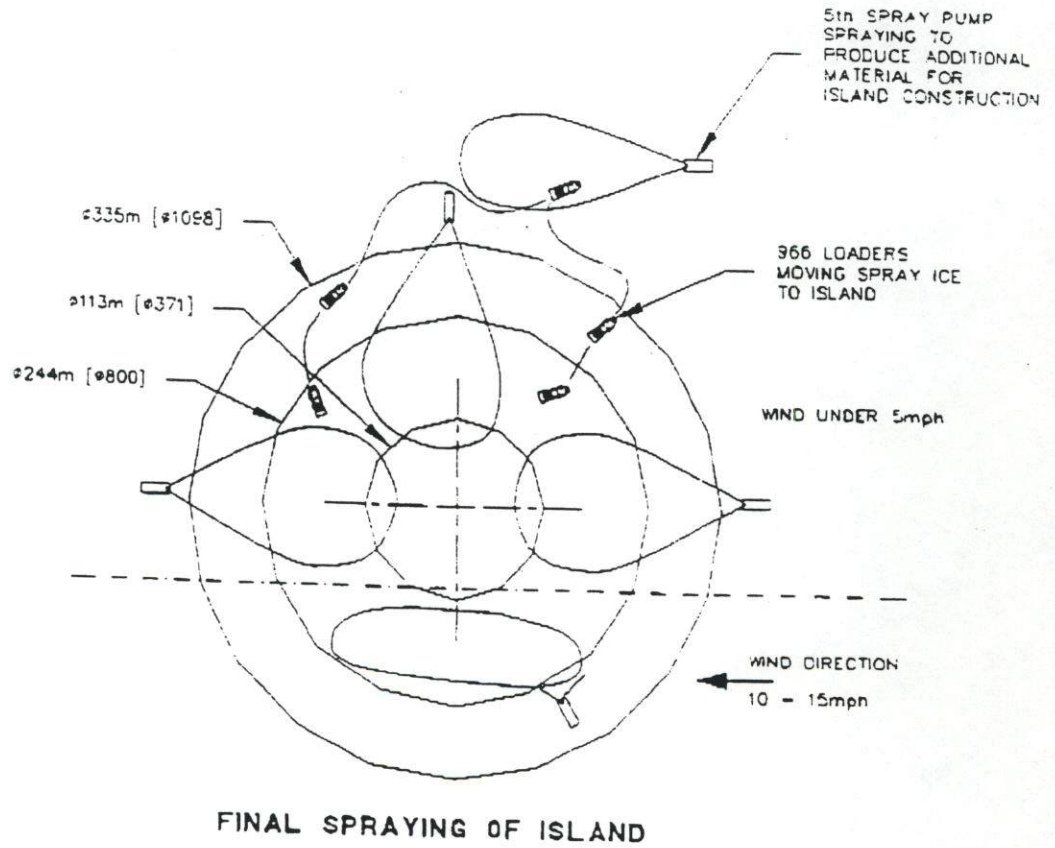 5th SPRAY PUMP
SPRAYING TO
PRODUCE ADDITIONAL
MATERIAL FOR
ISLAND CONSTRUCTION
ø335m [ø1098]
966 LOADERS
MOVING SPRAY ICE
TO ISLAND
ø113m [ø371]
ø244m [ø800]
WIND UNDER 5mph
WIND DIRECTION
10 - 15mph
FINAL SPRAYING OF ISLAND